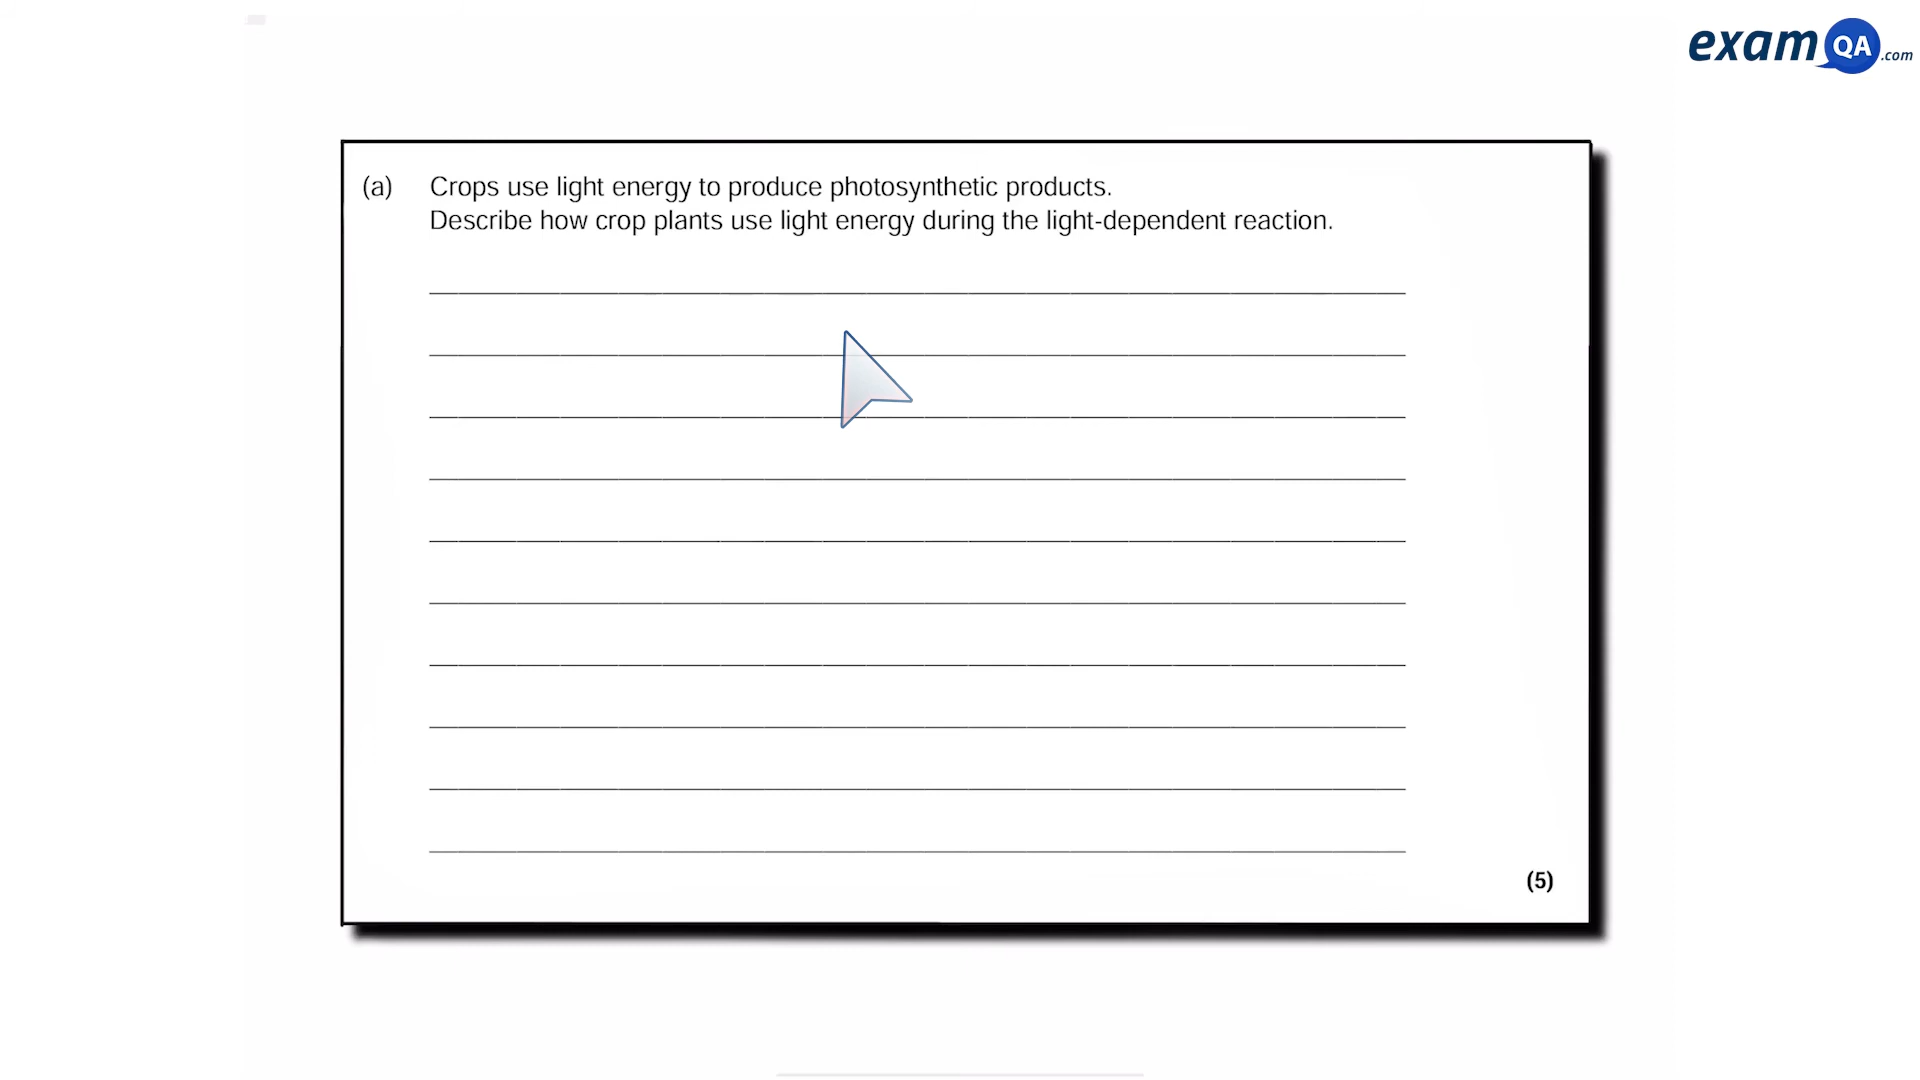 examQA.com
(a) Crops use light energy to produce photosynthetic products.
Describe how crop plants use light energy during the light-dependent reaction.
(5)